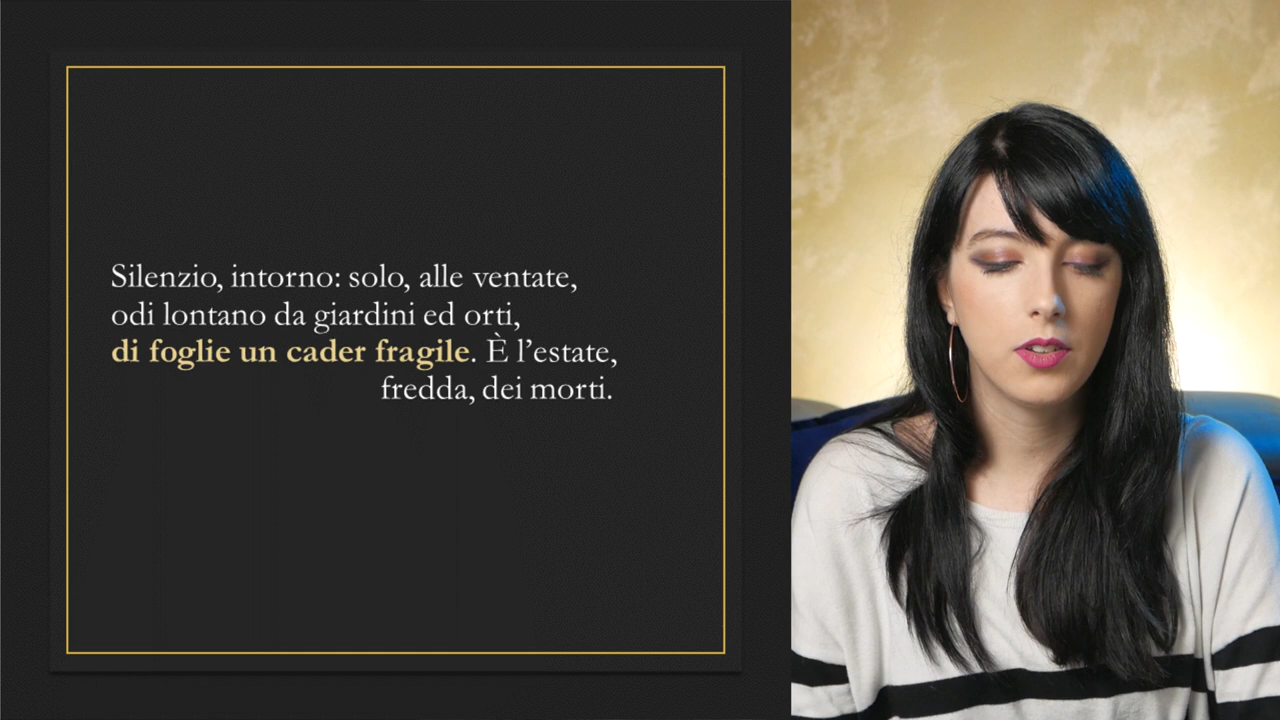 Silenzio, intorno: solo, alle ventate,
odi lontano da giardini ed orti,
di foglie un cader fragile. È l’estate,
fredda, dei morti.